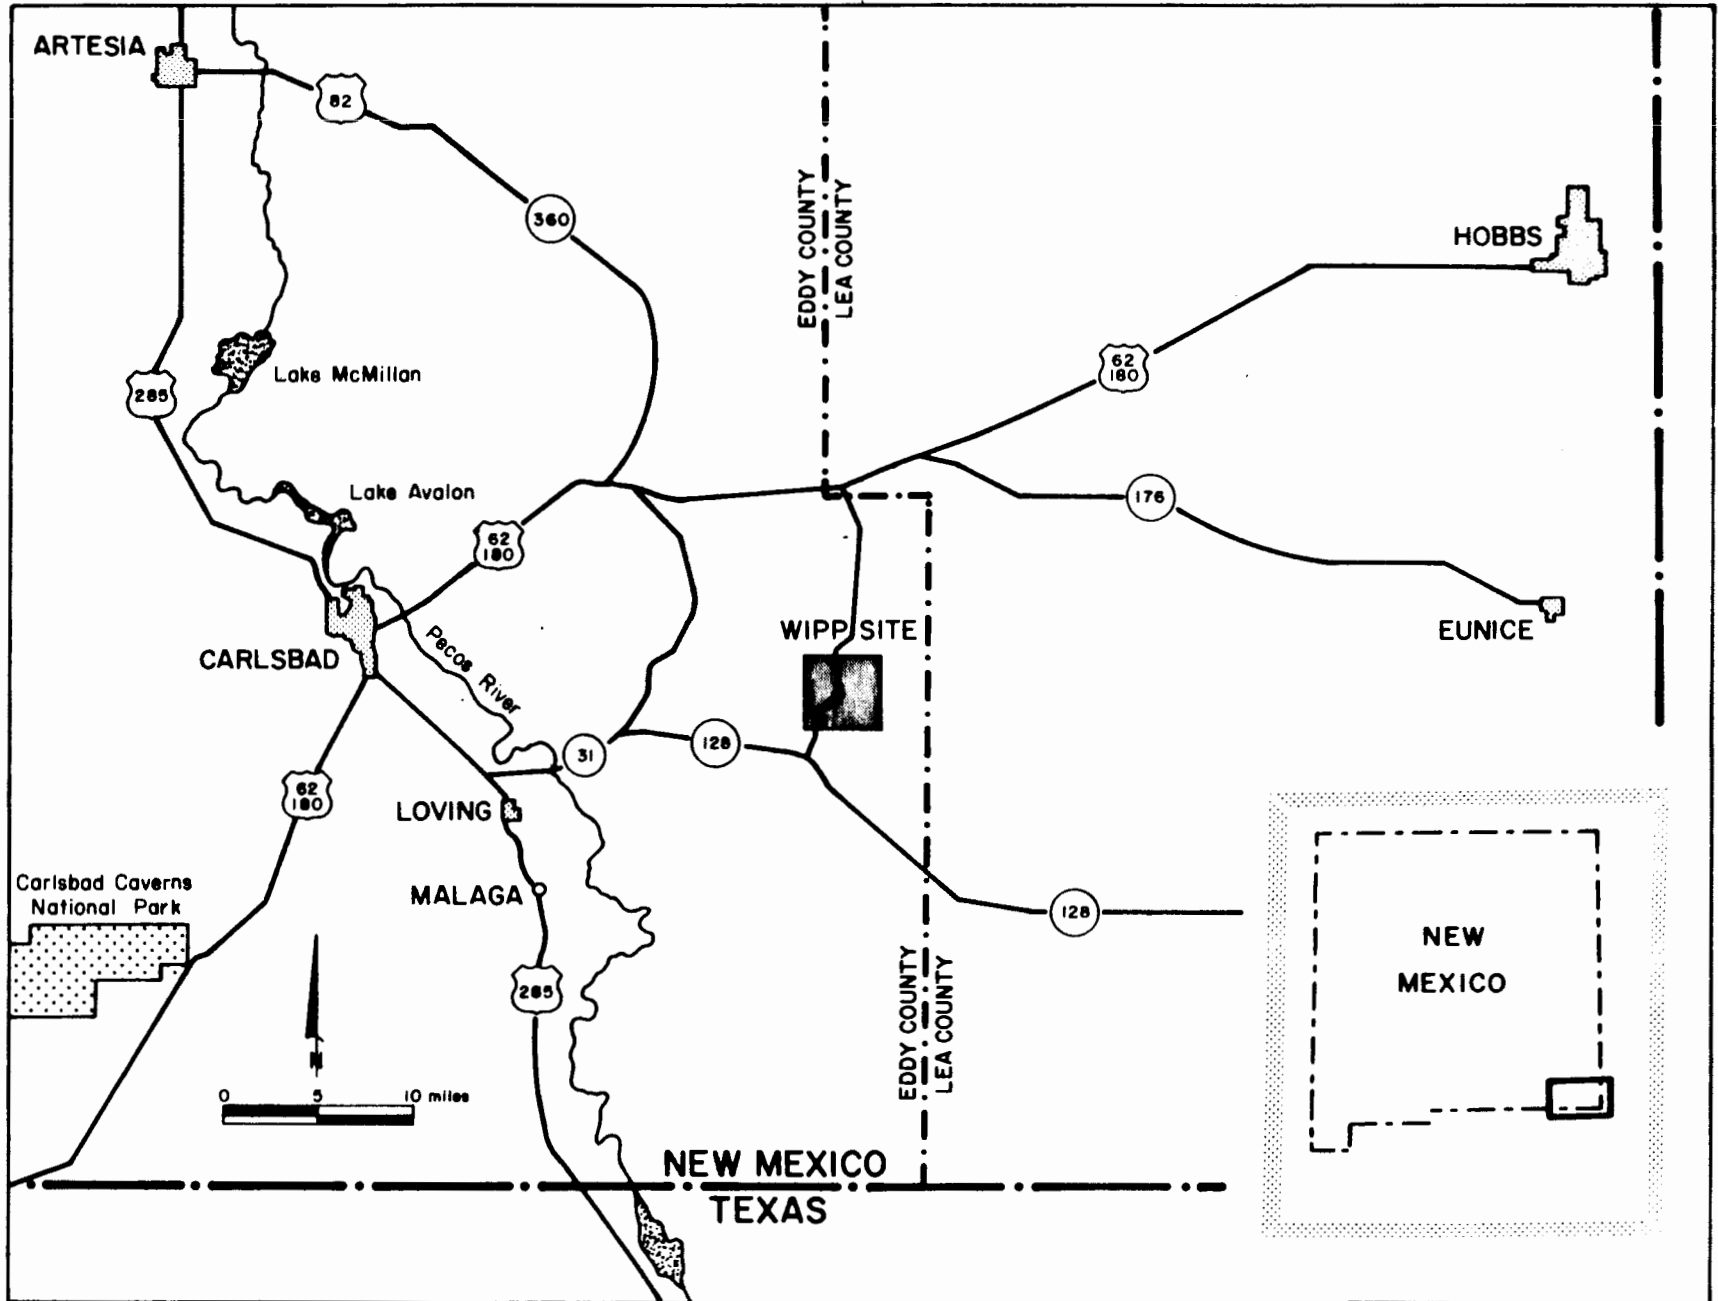 ARTESIA
82
360
EDDY COUNTY
LEA COUNTY
HOBBS
62
180
Lake McMillan
285
Lake Avalon
176
62
180
WIPP SITE
EUNICE
CARLSBAD
Pecos River
128
31
62
180
LOVING
Carlsbad Caverns
National Park
MALAGA
128
NEW
MEXICO
285
EDDY COUNTY
LEA COUNTY
N
0 5 10 miles
NEW MEXICO
TEXAS